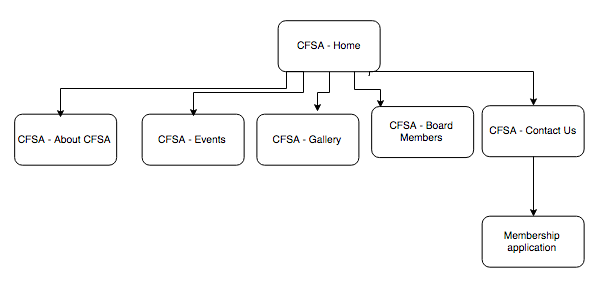 CFSA - Home
CFSA - About CFSA
CFSA - Events
CFSA - Gallery
CFSA - Board
Members
CFSA - Contact Us
Membership
application